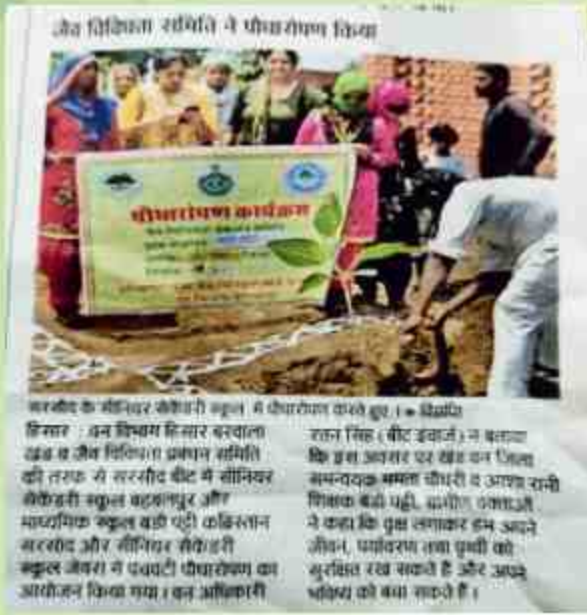 जैव विविधता समिति ने पौधारोपण किया
पौधारोपण कार्यक्रम
सरसौद के सीनियर सेकेंडरी स्कूल में पौधारोपण करते हुए । ● विज्ञप्ति
हिसार : वन विभाग हिसार बरवाला
खंड व जैव विविधता प्रबंधन समिति
की तरफ से सरसौद बीट में सीनियर
सेकेंडरी स्कूल बहबलपुर और
माध्यमिक स्कूल बडी पट्टी कब्रिस्तान
सरसौद और सीनियर सेकेंडरी
स्कूल जेवरा में पंचवटी पौधारोपण का
आयोजन किया गया। वन अधिकारी
रतन सिंह (बीट इंचार्ज) ने बताया
कि इस अवसर पर खंड वन जिला
समन्वयक ममता चौधरी व आशा रानी
शिक्षक बडी पट्टी, ग्रामीण वक्ताओं
ने कहा कि वृक्ष लगाकर हम अपने
जीवन, पर्यावरण तथा पृथ्वी को
सुरक्षित रख सकते हैं और अपने
भविष्य को बचा सकते हैं।